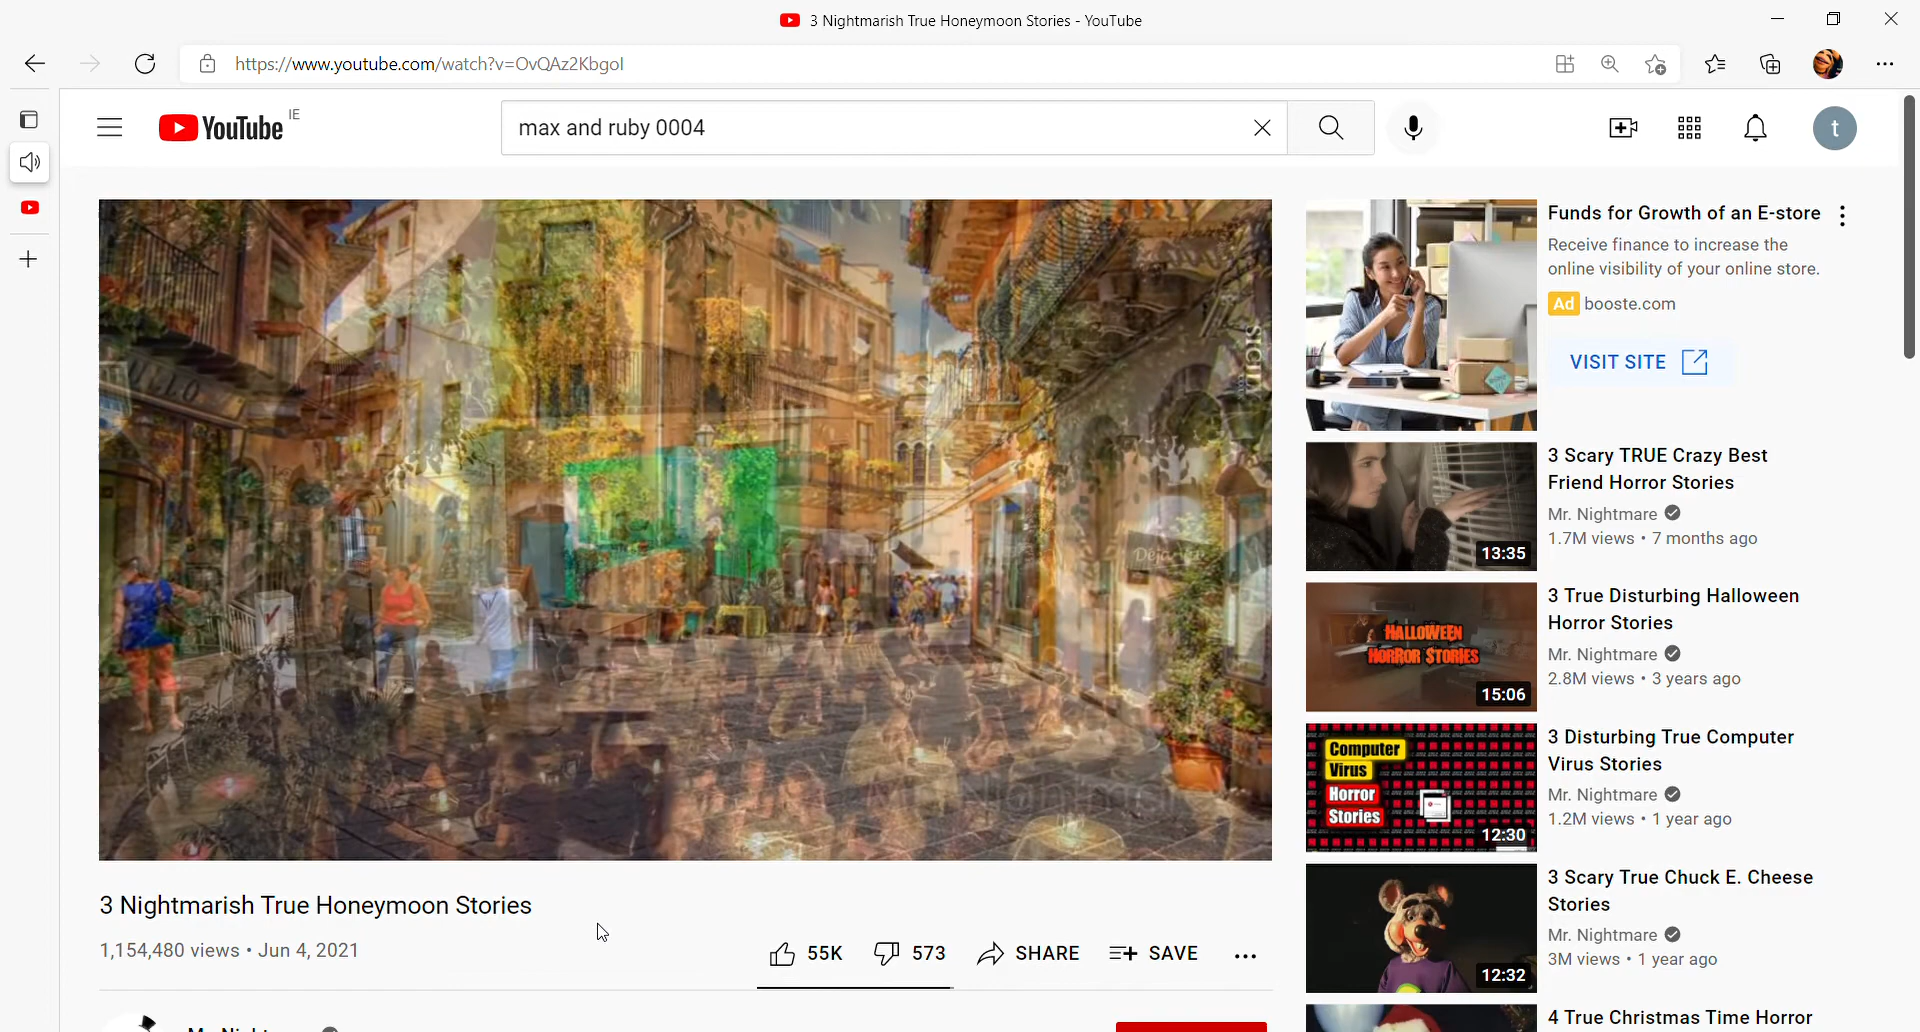 3 Nightmarish True Honeymoon Stories - YouTube
https://www.youtube.com/watch?v=OvQAz2KbgoI
YouTube IE
max and ruby 0004
t
SICILI
Deja
3 Nightmarish True Honeymoon Stories
1,154,480 views • Jun 4, 2021
55K
573
SHARE
SAVE
Funds for Growth of an E-store
Receive finance to increase the
online visibility of your online store.
Ad booste.com
VISIT SITE
13:35
3 Scary TRUE Crazy Best
Friend Horror Stories
Mr. Nightmare
1.7M views • 7 months ago
HALLOWEEN
HORROR STORIES
15:06
3 True Disturbing Halloween
Horror Stories
Mr. Nightmare
2.8M views • 3 years ago
Computer
Virus
Horror
Stories
12:30
3 Disturbing True Computer
Virus Stories
Mr. Nightmare
1.2M views • 1 year ago
12:32
3 Scary True Chuck E. Cheese
Stories
Mr. Nightmare
3M views • 1 year ago
4 True Christmas Time Horror